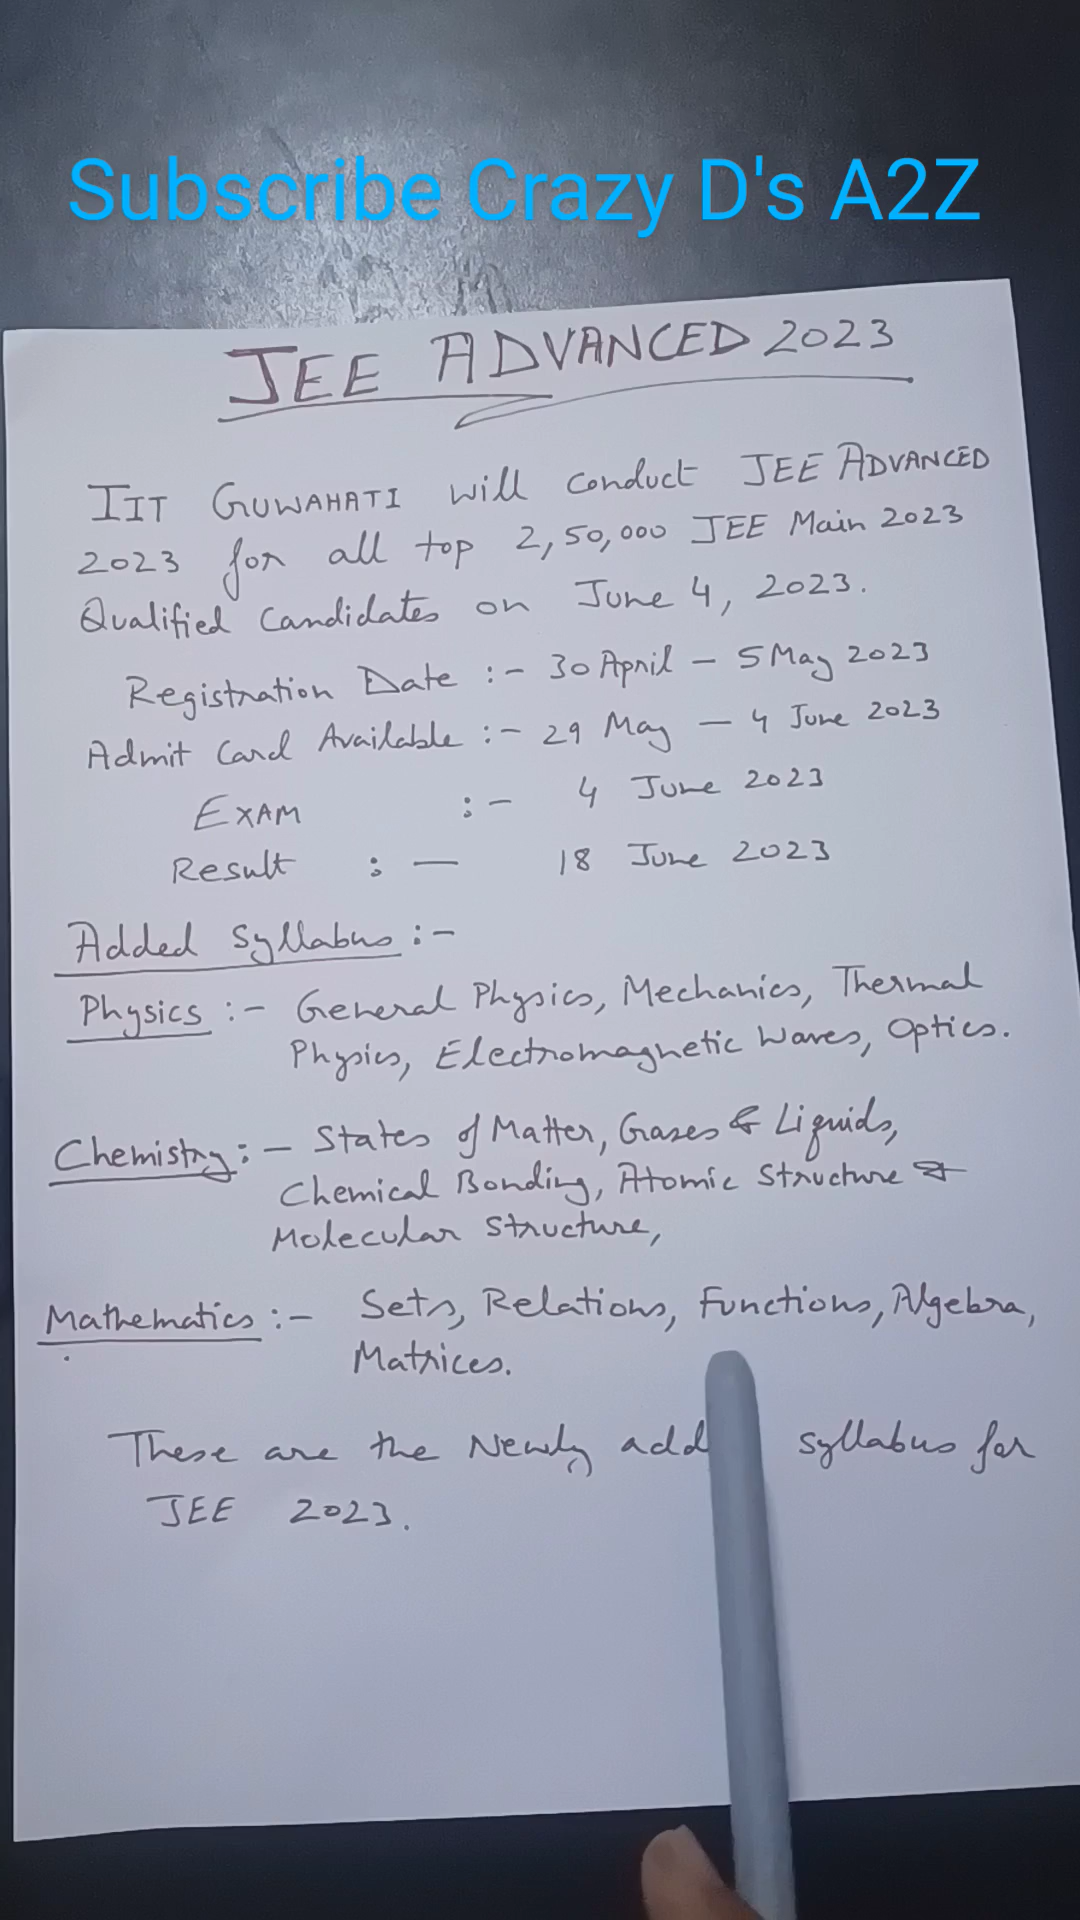 Subscribe Crazy D's A2Z
JEE ADVANCED 2023
IIT GUWAHATI will conduct JEE ADVANCED
2023 for all top 2,50,000 JEE Main 2023
Qualified Candidates on June 4, 2023.
Registration Date :- 30 April - 5 May 2023
Admit Card Available :- 29 May - 4 June 2023
EXAM :- 4 June 2023
Result :- 18 June 2023
Added Syllabus :-
Physics :- General Physics, Mechanics, Thermal
Physics, Electromagnetic Waves, Optics.
Chemistry :- States of Matter, Gases & Liquids,
Chemical Bonding, Atomic Structure &
Molecular Structure,
Mathematics :- Sets, Relations, Functions, Algebra,
Matrices.
These are the Newly add syllabus for
JEE 2023.